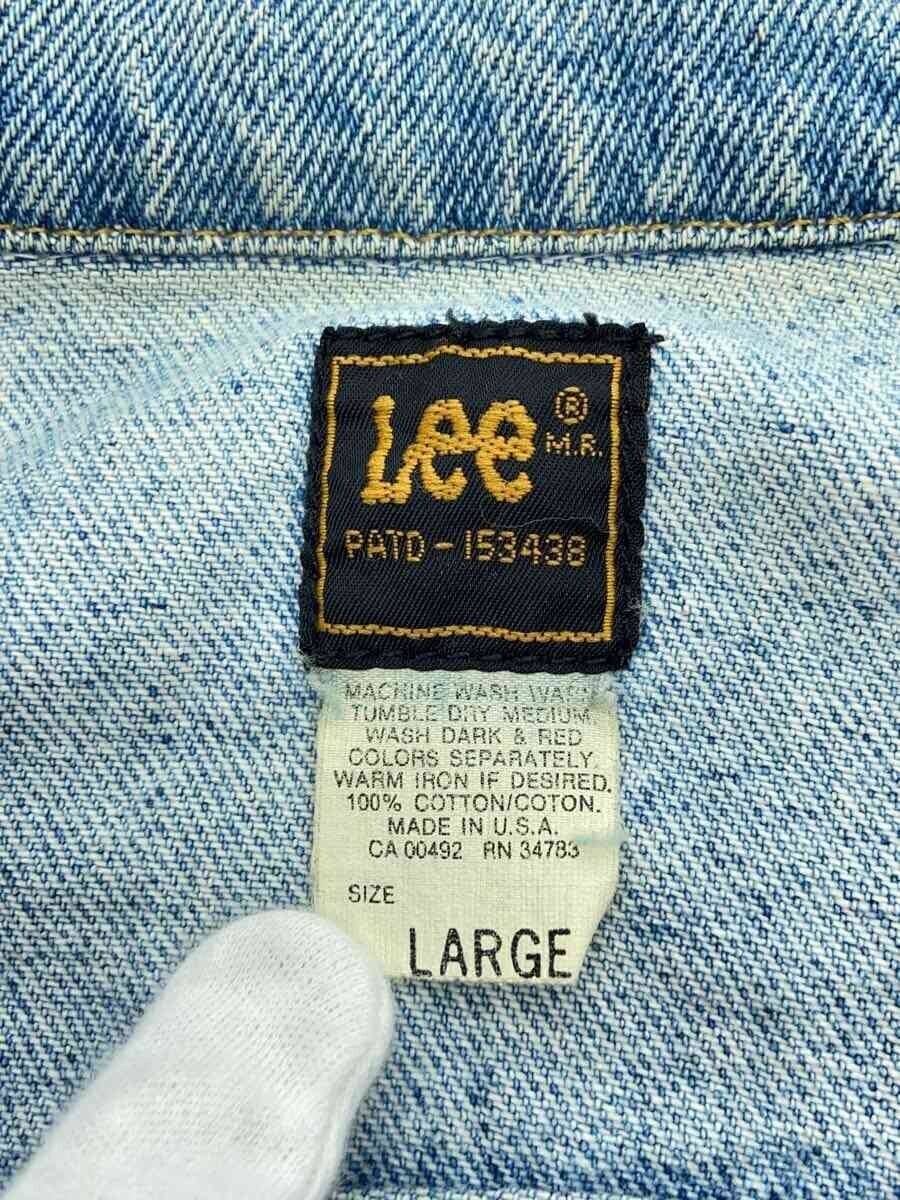 Lee ®
M.R.
PATD-153438
MACHINE WASH WARM
TUMBLE DRY MEDIUM.
WASH DARK & RED
COLORS SEPARATELY.
WARM IRON IF DESIRED.
100% COTTON/COTON.
MADE IN U.S.A.
CA 00492 RN 34783
SIZE
LARGE